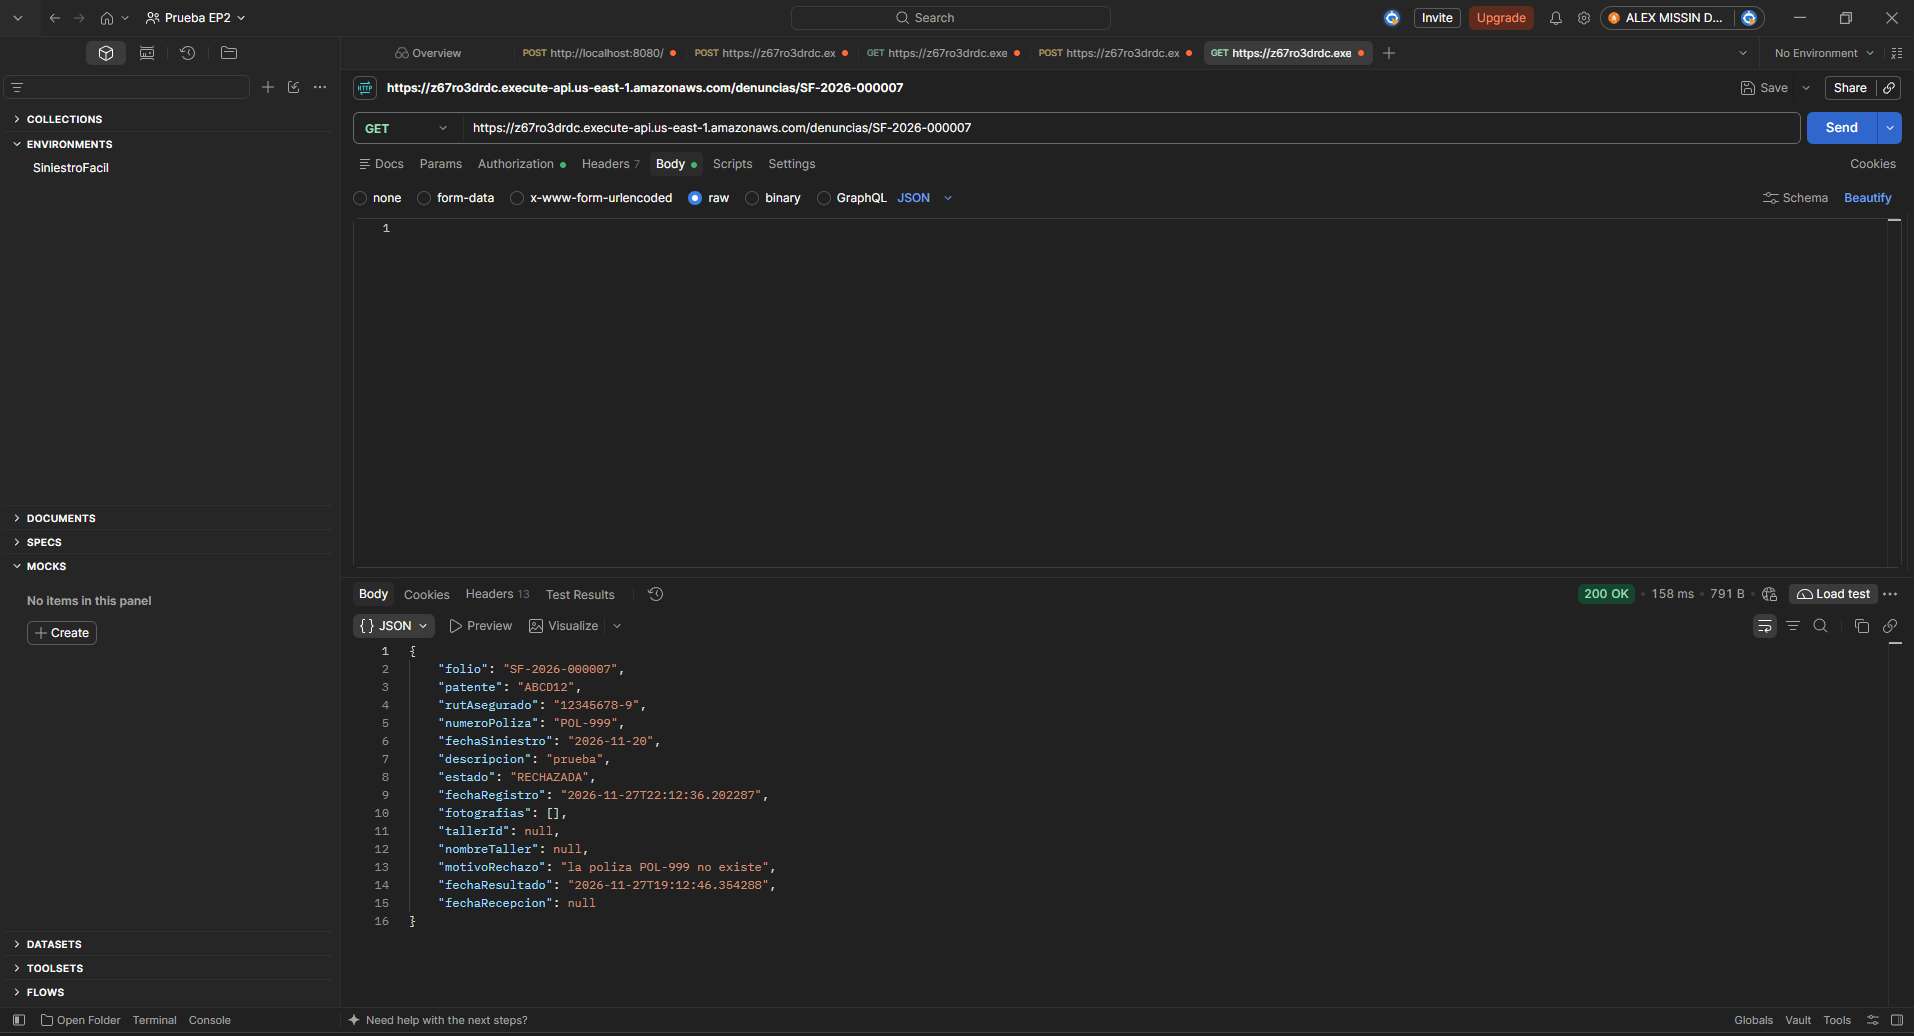 Prueba EP2
Search
Invite
Upgrade
ALEX MISSIN D...
Overview
POST http://localhost:8080/
POST https://z67ro3drdc.ex
GET https://z67ro3drdc.exe
POST https://z67ro3drdc.ex
GET https://z67ro3drdc.exe
No Environment
HTTP https://z67ro3drdc.execute-api.us-east-1.amazonaws.com/denuncias/SF-2026-000007
Save
Share
COLLECTIONS
ENVIRONMENTS
SiniestroFacil
GET https://z67ro3drdc.execute-api.us-east-1.amazonaws.com/denuncias/SF-2026-000007
Send
Docs Params Authorization Headers 7 Body Scripts Settings
Cookies
none form-data x-www-form-urlencoded raw binary GraphQL JSON
Schema Beautify
1
DOCUMENTS
SPECS
MOCKS
No items in this panel
Create
DATASETS
TOOLSETS
FLOWS
Body Cookies Headers 13 Test Results
200 OK • 158 ms • 791 B •
Load test
{} JSON Preview Visualize
1 {
2 "folio": "SF-2026-000007",
3 "patente": "ABCD12",
4 "rutAsegurado": "12345678-9",
5 "numeroPoliza": "POL-999",
6 "fechaSiniestro": "2026-11-20",
7 "descripcion": "prueba",
8 "estado": "RECHAZADA",
9 "fechaRegistro": "2026-11-27T22:12:36.202287",
10 "fotografias": [],
11 "tallerId": null,
12 "nombreTaller": null,
13 "motivoRechazo": "la poliza POL-999 no existe",
14 "fechaResultado": "2026-11-27T19:12:46.354288",
15 "fechaRecepcion": null
16 }
Open Folder Terminal Console
Need help with the next steps?
Globals Vault Tools